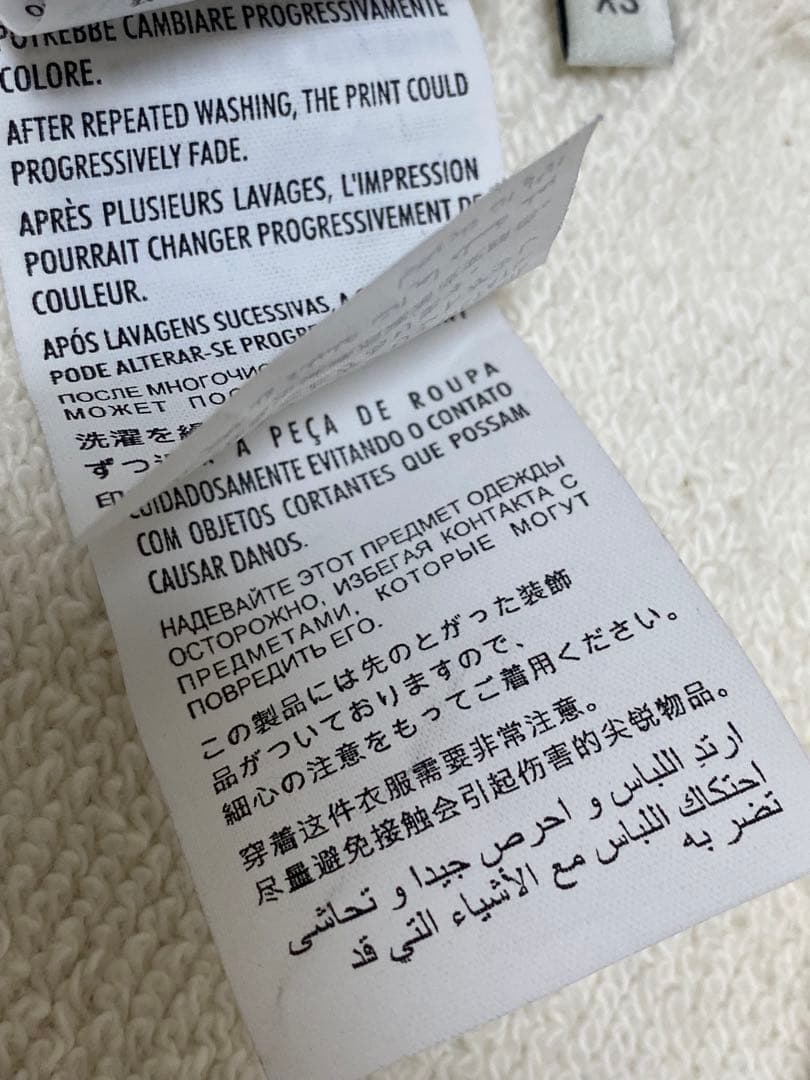 XS
POTREBBE CAMBIARE PROGRESSIVAMENTE
COLORE.
AFTER REPEATED WASHING, THE PRINT COULD
PROGRESSIVELY FADE.
APRÈS PLUSIEURS LAVAGES, L'IMPRESSION
POURRAIT CHANGER PROGRESSIVEMENT DE
COULEUR.
APÓS LAVAGENS SUCESSIVAS,
PODE ALTERAR-SE
ПОСЛЕ
МОЖЕТ
洗濯を
ずつ
A PEÇA DE ROUPA
CUIDADOSAMENTE EVITANDO O CONTATO
COM OBJETOS CORTANTES QUE POSSAM
CAUSAR DANOS.
НАДЕВАЙТЕ ЭТОТ ПРЕДМЕТ ОДЕЖДЫ
ОСТОРОЖНО, ИЗБЕГАЯ КОНТАКТА С
ПРЕДМЕТАМИ, КОТОРЫЕ МОГУТ
ПОВРЕДИТЬ ЕГО.
この製品には先のとがった装飾
品がついておりますので、
細心の注意をもってご着用ください。
穿着这件衣服需要非常注意。
尽量避免接触会引起伤害的尖锐物品。
ارتد اللباس و احرص جيدا و تحاشى
احتكاك اللباس مع الأشياء التي قد
تضر به